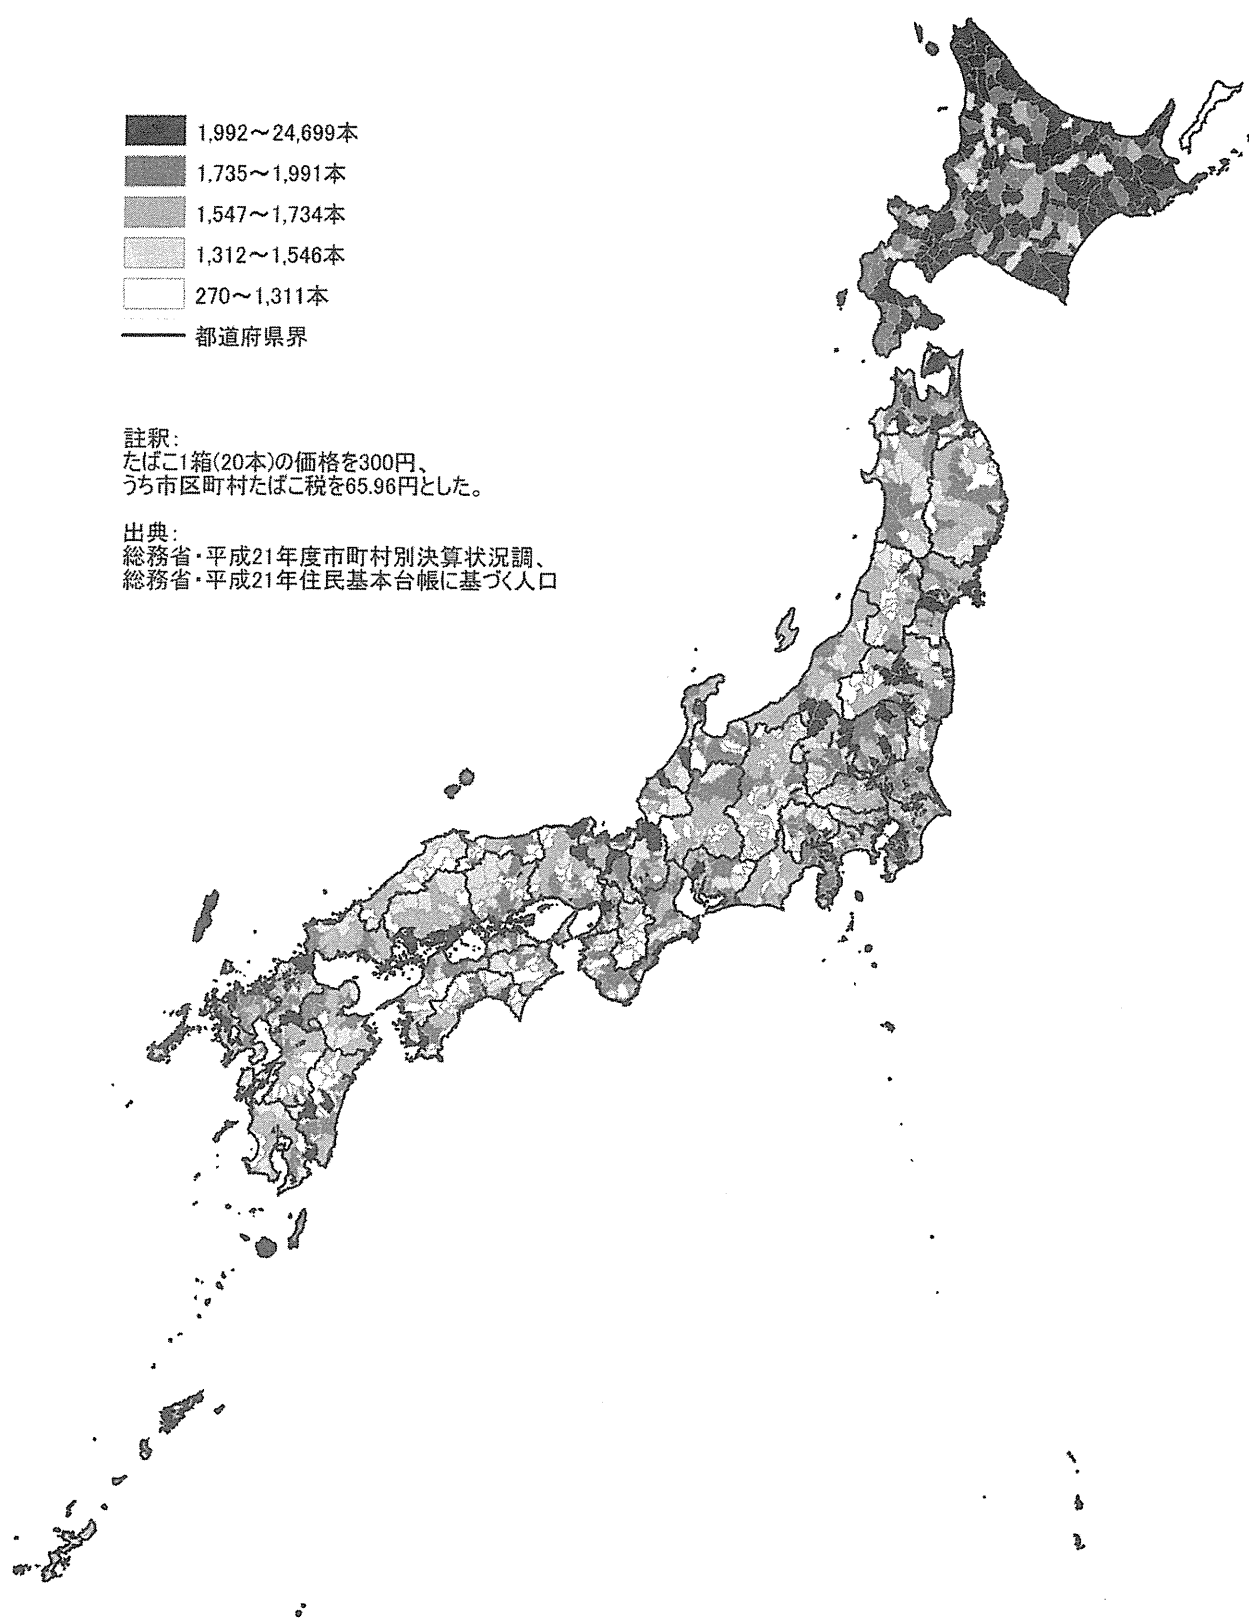 1,992～24,699本
1,735～1,991本
1,547～1,734本
1,312～1,546本
270～1,311本
都道府県界
註釈：
たばこ1箱(20本)の価格を300円、
うち市区町村たばこ税を65.96円とした。
出典：
総務省・平成21年度市町村別決算状況調、
総務省・平成21年住民基本台帳に基づく人口